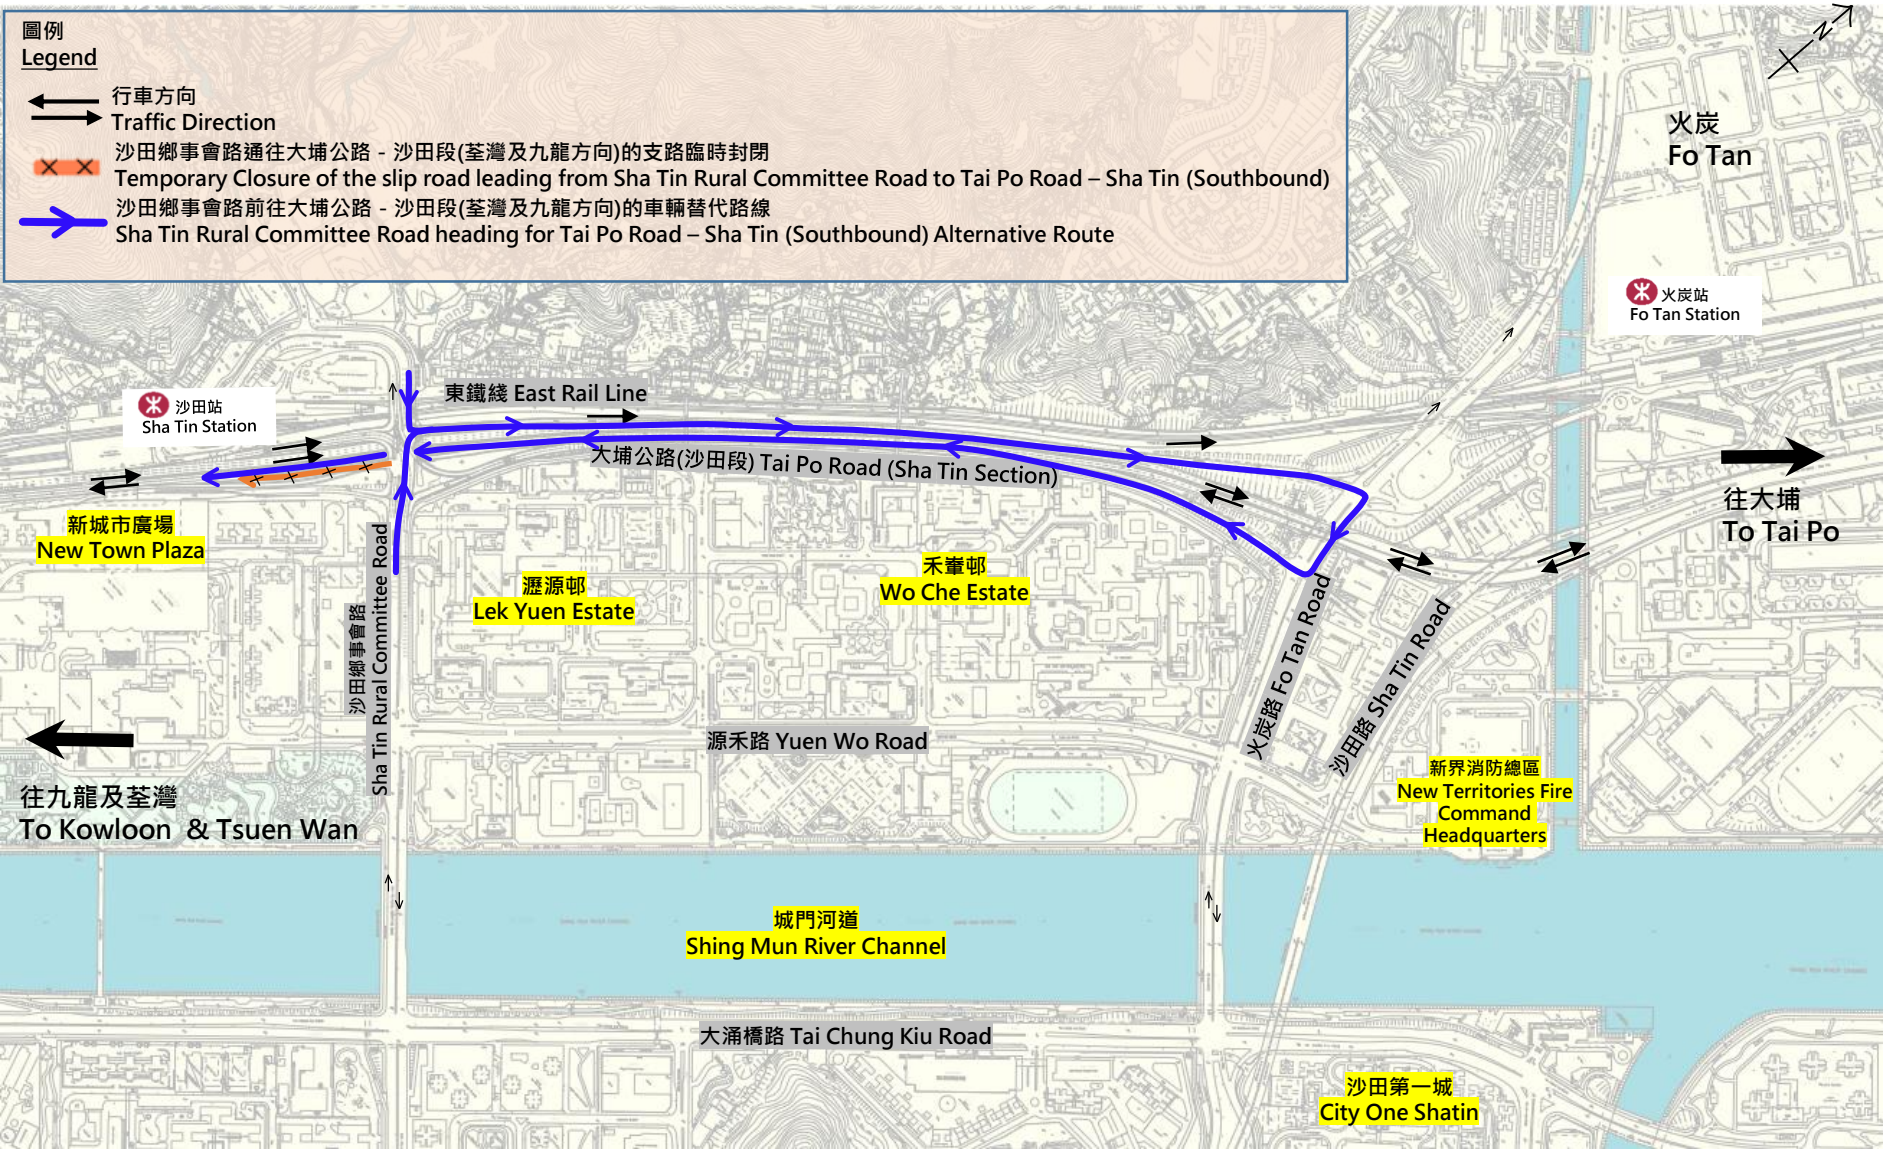 圖例
Legend
行車方向
Traffic Direction
沙田鄉事會路通往大埔公路 - 沙田段(荃灣及九龍方向)的支路臨時封閉
Temporary Closure of the slip road leading from Sha Tin Rural Committee Road to Tai Po Road – Sha Tin (Southbound)
沙田鄉事會路前往大埔公路 - 沙田段(荃灣及九龍方向)的車輛替代路線
Sha Tin Rural Committee Road heading for Tai Po Road – Sha Tin (Southbound) Alternative Route
N
火炭
Fo Tan
火炭站
Fo Tan Station
沙田站
Sha Tin Station
東鐵綫 East Rail Line
大埔公路(沙田段) Tai Po Road (Sha Tin Section)
往大埔
To Tai Po
新城市廣場
New Town Plaza
瀝源邨
Lek Yuen Estate
禾輋邨
Wo Che Estate
沙田鄉事會路
Sha Tin Rural Committee Road
火炭路 Fo Tan Road
沙田路 Sha Tin Road
源禾路 Yuen Wo Road
往九龍及荃灣
To Kowloon & Tsuen Wan
新界消防總區
New Territories Fire
Command
Headquarters
城門河道
Shing Mun River Channel
大涌橋路 Tai Chung Kiu Road
沙田第一城
City One Shatin